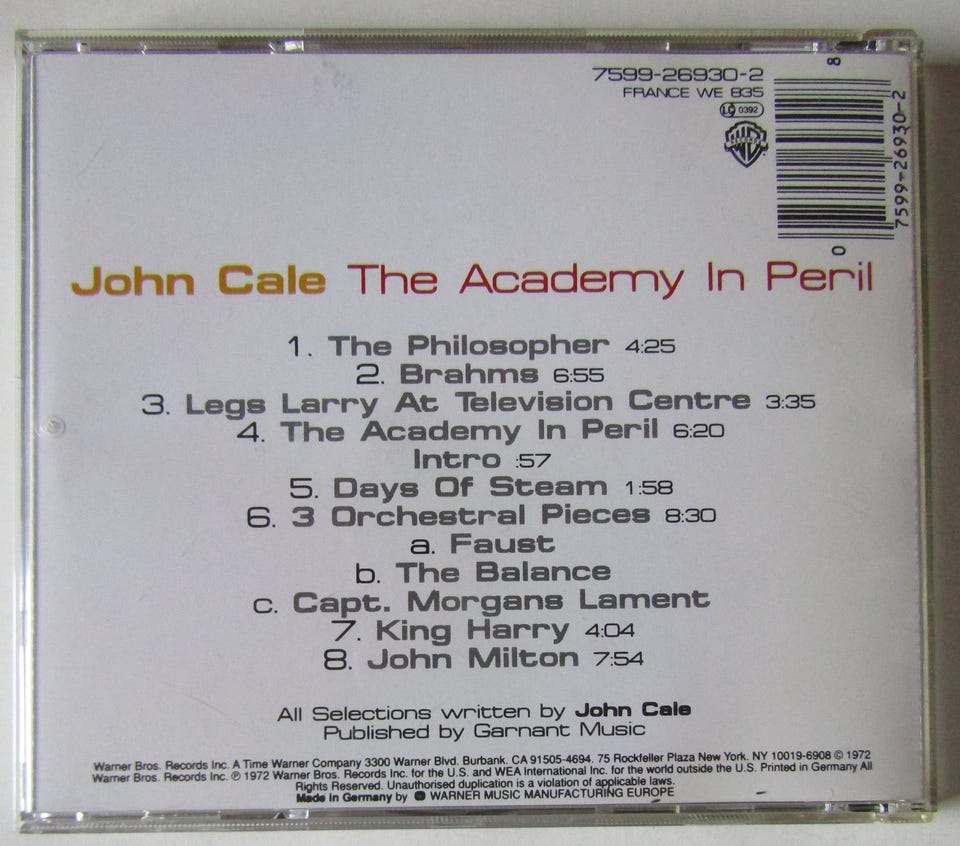 7599-26930-2
FRANCE WE 835
LC 0392
8
7599-26930-2
0
John Cale The Academy In Peril
1. The Philosopher 4:25
2. Brahms 6:55
3. Legs Larry At Television Centre 3:35
4. The Academy In Peril 6:20
Intro :57
5. Days Of Steam 1:58
6. 3 Orchestral Pieces 8:30
a. Faust
b. The Balance
c. Capt. Morgans Lament
7. King Harry 4:04
8. John Milton 7:54
All Selections written by John Cale
Published by Garnant Music
Warner Bros. Records Inc. A Time Warner Company 3300 Warner Blvd. Burbank. CA 91505-4694. 75 Rockfeller Plaza New York. NY 10019-6908 © 1972
Warner Bros. Records Inc. ℗ 1972 Warner Bros. Records Inc. for the U.S. and WEA International Inc. for the world outside the U.S. Printed in Germany All
Rights Reserved. Unauthorised duplication is a violation of applicable laws.
Made in Germany by WARNER MUSIC MANUFACTURING EUROPE